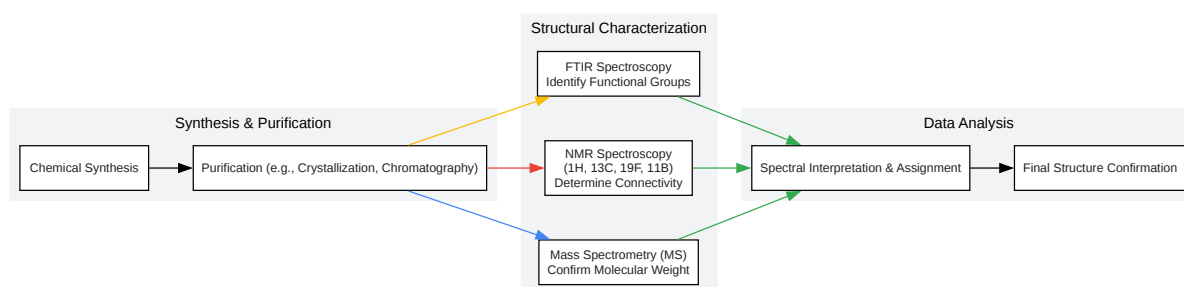 Synthesis & Purification
Chemical Synthesis
Purification (e.g., Crystallization, Chromatography)
Structural Characterization
FTIR Spectroscopy
Identify Functional Groups
NMR Spectroscopy
(1H, 13C, 19F, 11B)
Determine Connectivity
Mass Spectrometry (MS)
Confirm Molecular Weight
Data Analysis
Spectral Interpretation & Assignment
Final Structure Confirmation